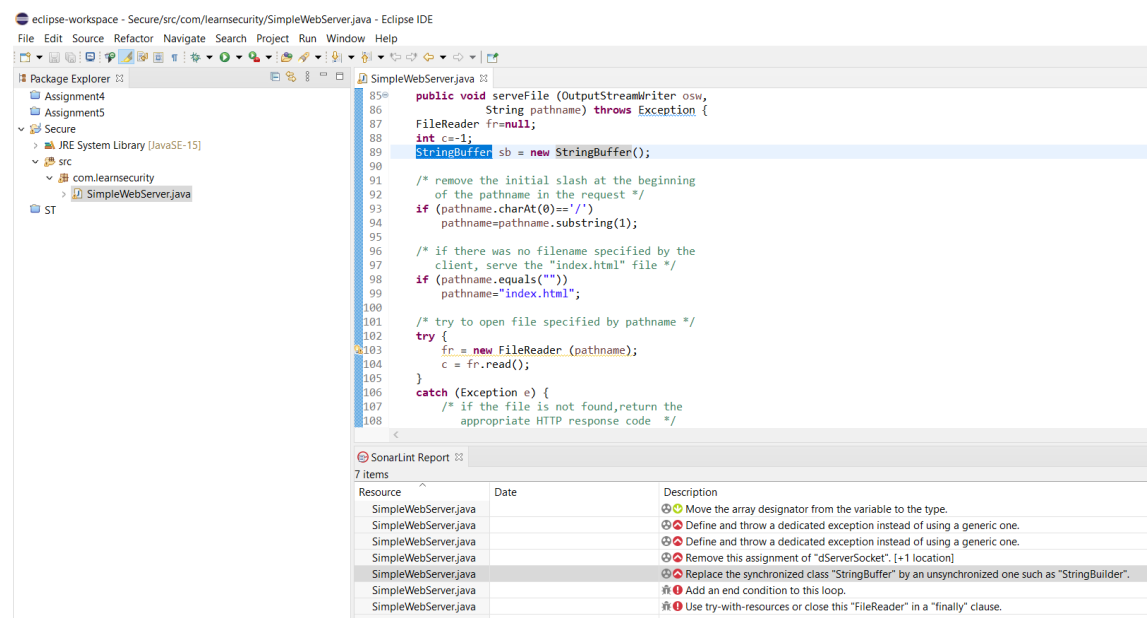 eclipse-workspace - Secure/src/com/learnsecurity/SimpleWebServer.java - Eclipse IDE
File Edit Source Refactor Navigate Search Project Run Window Help
Package Explorer
Assignment4
Assignment5
Secure
JRE System Library [JavaSE-15]
src
com.learnsecurity
SimpleWebServer.java
ST
SimpleWebServer.java
85 public void serveFile (OutputStreamWriter osw,
86 String pathname) throws Exception {
87 FileReader fr=null;
88 int c=-1;
89 StringBuffer sb = new StringBuffer();
90
91 /* remove the initial slash at the beginning
92 of the pathname in the request */
93 if (pathname.charAt(0)=='/')
94 pathname=pathname.substring(1);
95
96 /* if there was no filename specified by the
97 client, serve the "index.html" file */
98 if (pathname.equals(""))
99 pathname="index.html";
100
101 /* try to open file specified by pathname */
102 try {
103 fr = new FileReader (pathname);
104 c = fr.read();
105 }
106 catch (Exception e) {
107 /* if the file is not found,return the
108 appropriate HTTP response code */
SonarLint Report
7 items
Resource Date Description
SimpleWebServer.java Move the array designator from the variable to the type.
SimpleWebServer.java Define and throw a dedicated exception instead of using a generic one.
SimpleWebServer.java Define and throw a dedicated exception instead of using a generic one.
SimpleWebServer.java Remove this assignment of "dServerSocket". [+1 location]
SimpleWebServer.java Replace the synchronized class "StringBuffer" by an unsynchronized one such as "StringBuilder".
SimpleWebServer.java Add an end condition to this loop.
SimpleWebServer.java Use try-with-resources or close this "FileReader" in a "finally" clause.